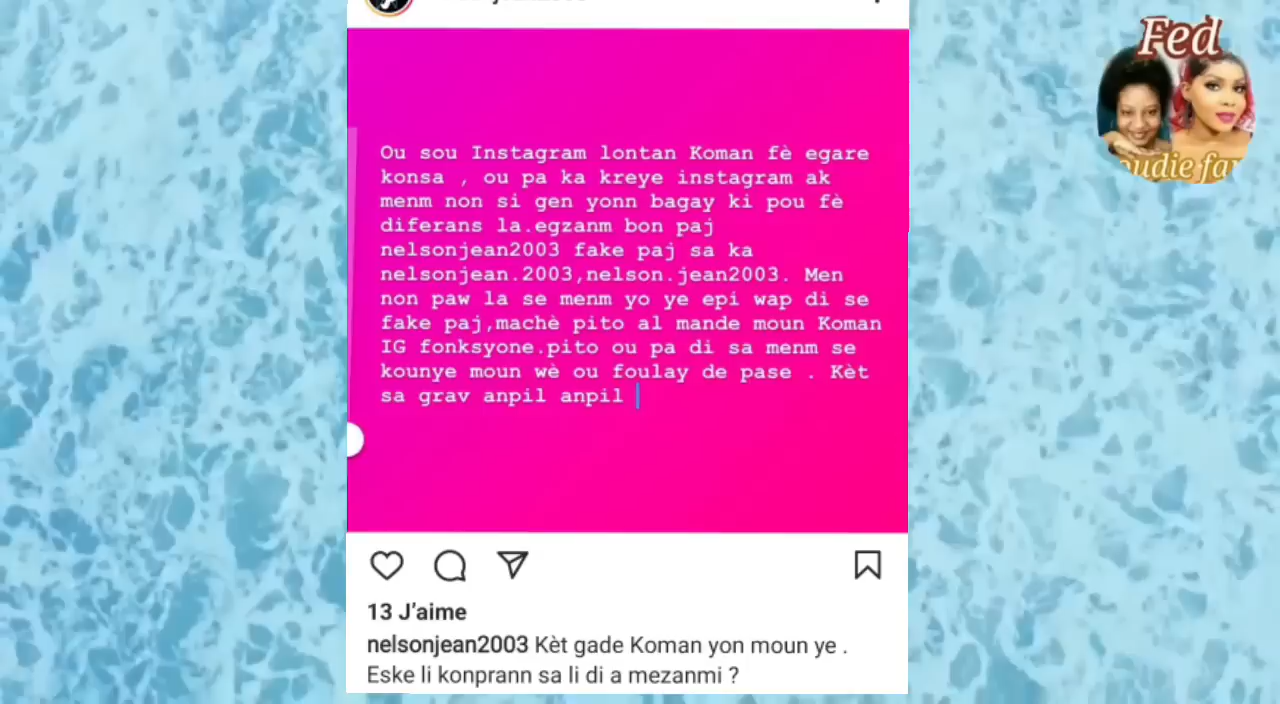 Fed
oudie fa
Ou sou Instagram lontan Koman fè egare
konsa , ou pa ka kreye instagram ak
menm non si gen yonn bagay ki pou fè
diferans la.egzanm bon paj
nelsonjean2003 fake paj sa ka
nelsonjean.2003,nelson.jean2003. Men
non paw la se menm yo ye epi wap di se
fake paj,machè pito al mande moun Koman
IG fonksyone.pito ou pa di sa menm se
kounye moun wè ou foulay de pase . Kèt
sa grav anpil anpil
13 J’aime
nelsonjean2003 Kèt gade Koman yon moun ye .
Eske li konprann sa li di a mezanmi ?